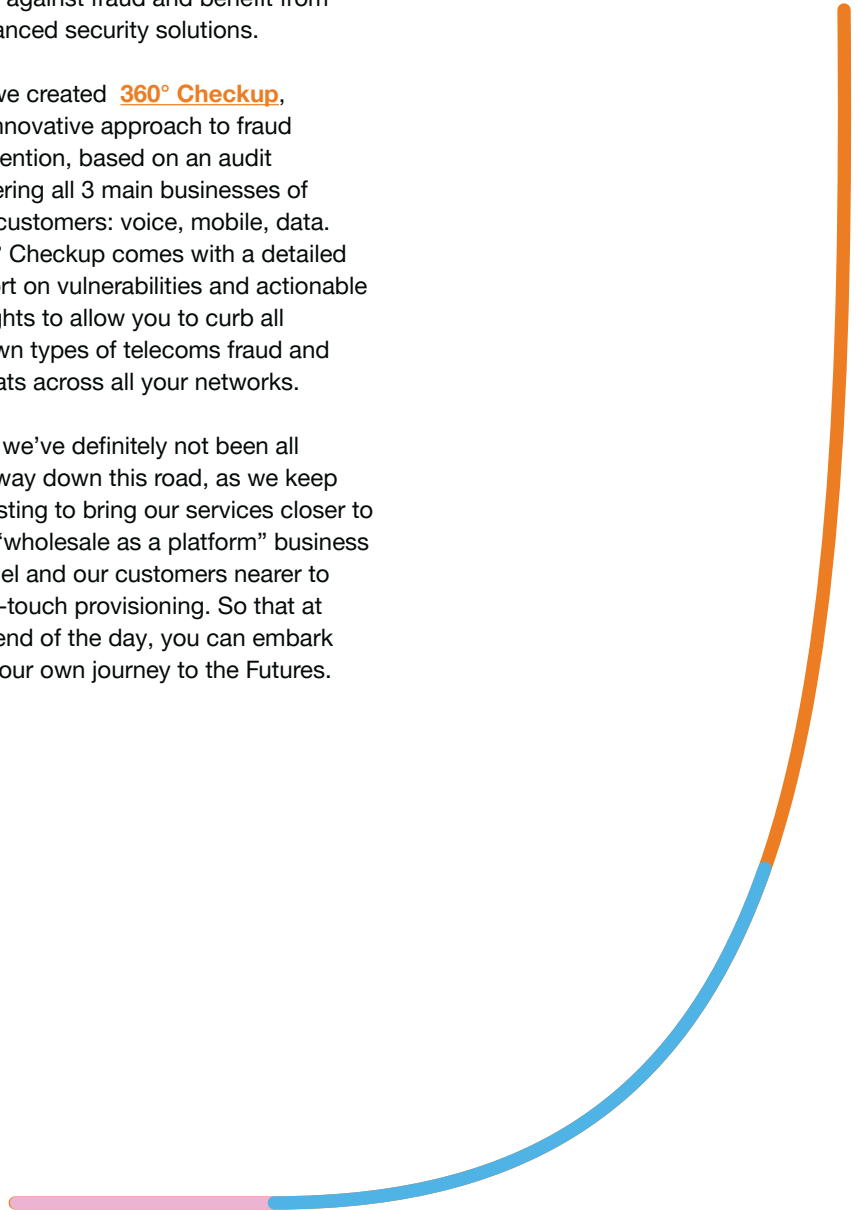 against fraud and benefit from
anced security solutions.
we created 360° Checkup,
nnovative approach to fraud
ention, based on an audit
ering all 3 main businesses of
customers: voice, mobile, data.
° Checkup comes with a detailed
rt on vulnerabilities and actionable
ghts to allow you to curb all
wn types of telecoms fraud and
ats across all your networks.
we’ve definitely not been all
way down this road, as we keep
sting to bring our services closer to
“wholesale as a platform” business
el and our customers nearer to
-touch provisioning. So that at
end of the day, you can embark
our own journey to the Futures.